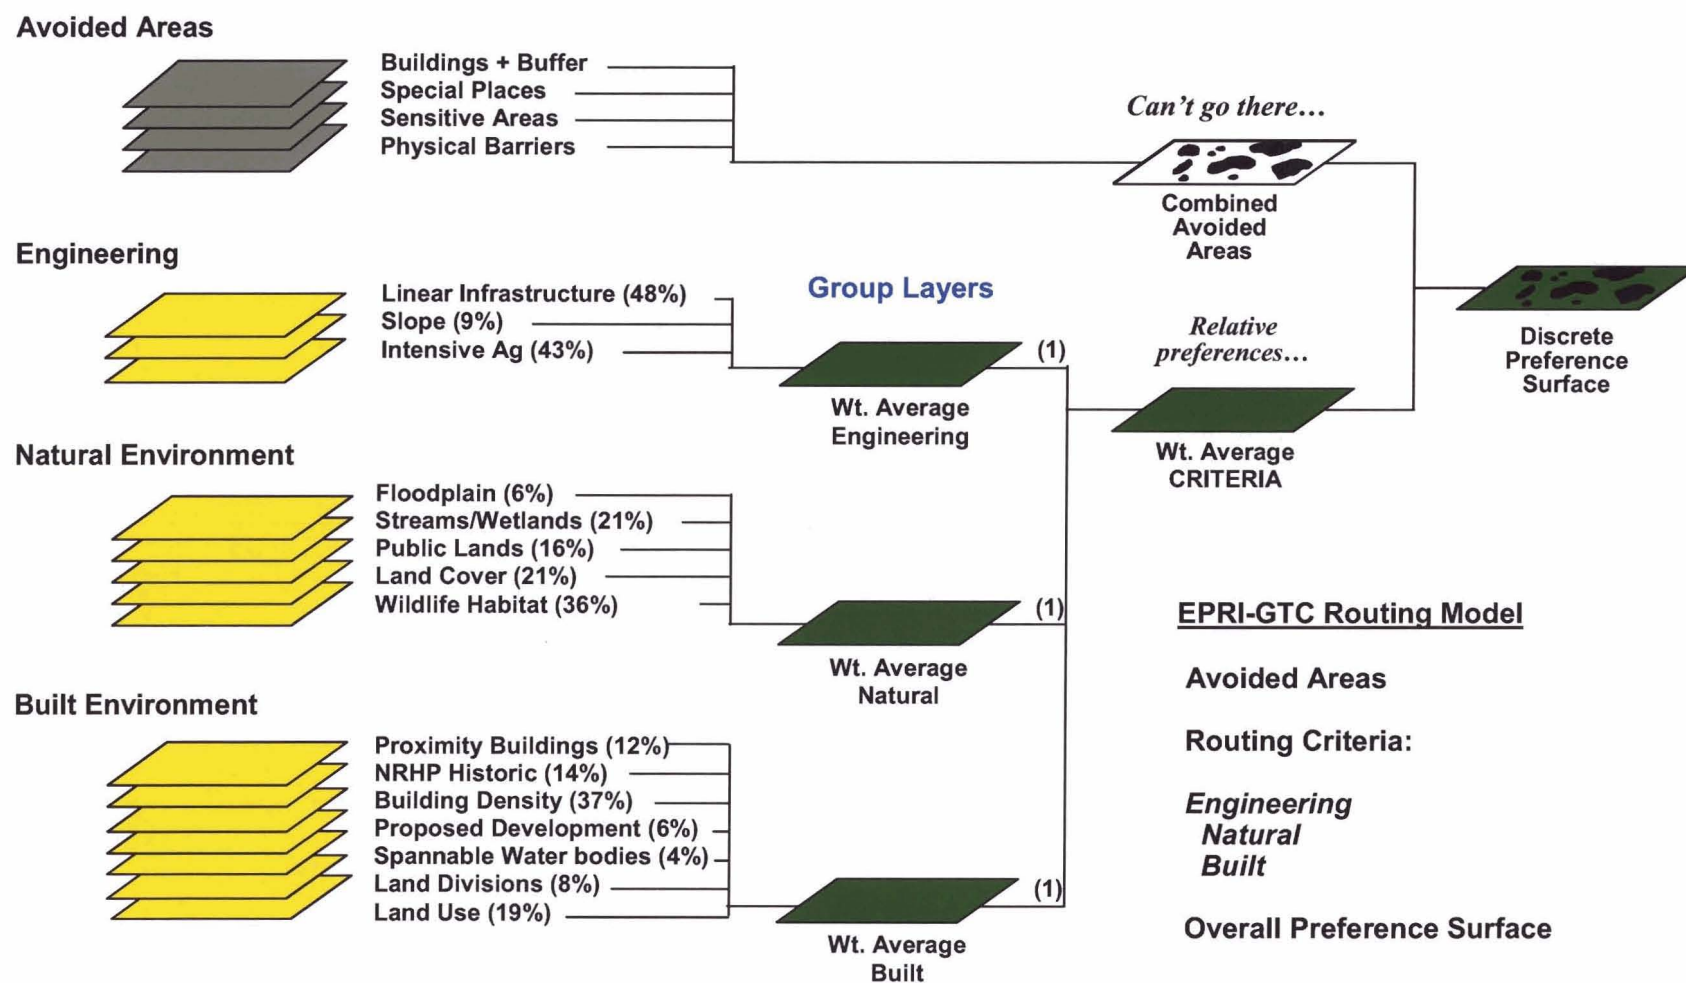 Avoided Areas
Buildings + Buffer
Special Places
Sensitive Areas
Physical Barriers
Can't go there…
Combined
Avoided
Areas
Engineering
Linear Infrastructure (48%)
Slope (9%)
Intensive Ag (43%)
Group Layers
(1)
Wt. Average
Engineering
Relative
preferences…
Wt. Average
CRITERIA
Discrete
Preference
Surface
Natural Environment
Floodplain (6%)
Streams/Wetlands (21%)
Public Lands (16%)
Land Cover (21%)
Wildlife Habitat (36%)
(1)
Wt. Average
Natural
Built Environment
Proximity Buildings (12%)
NRHP Historic (14%)
Building Density (37%)
Proposed Development (6%)
Spannable Water bodies (4%)
Land Divisions (8%)
Land Use (19%)
(1)
Wt. Average
Built
EPRI-GTC Routing Model
Avoided Areas
Routing Criteria:
Engineering
Natural
Built
Overall Preference Surface